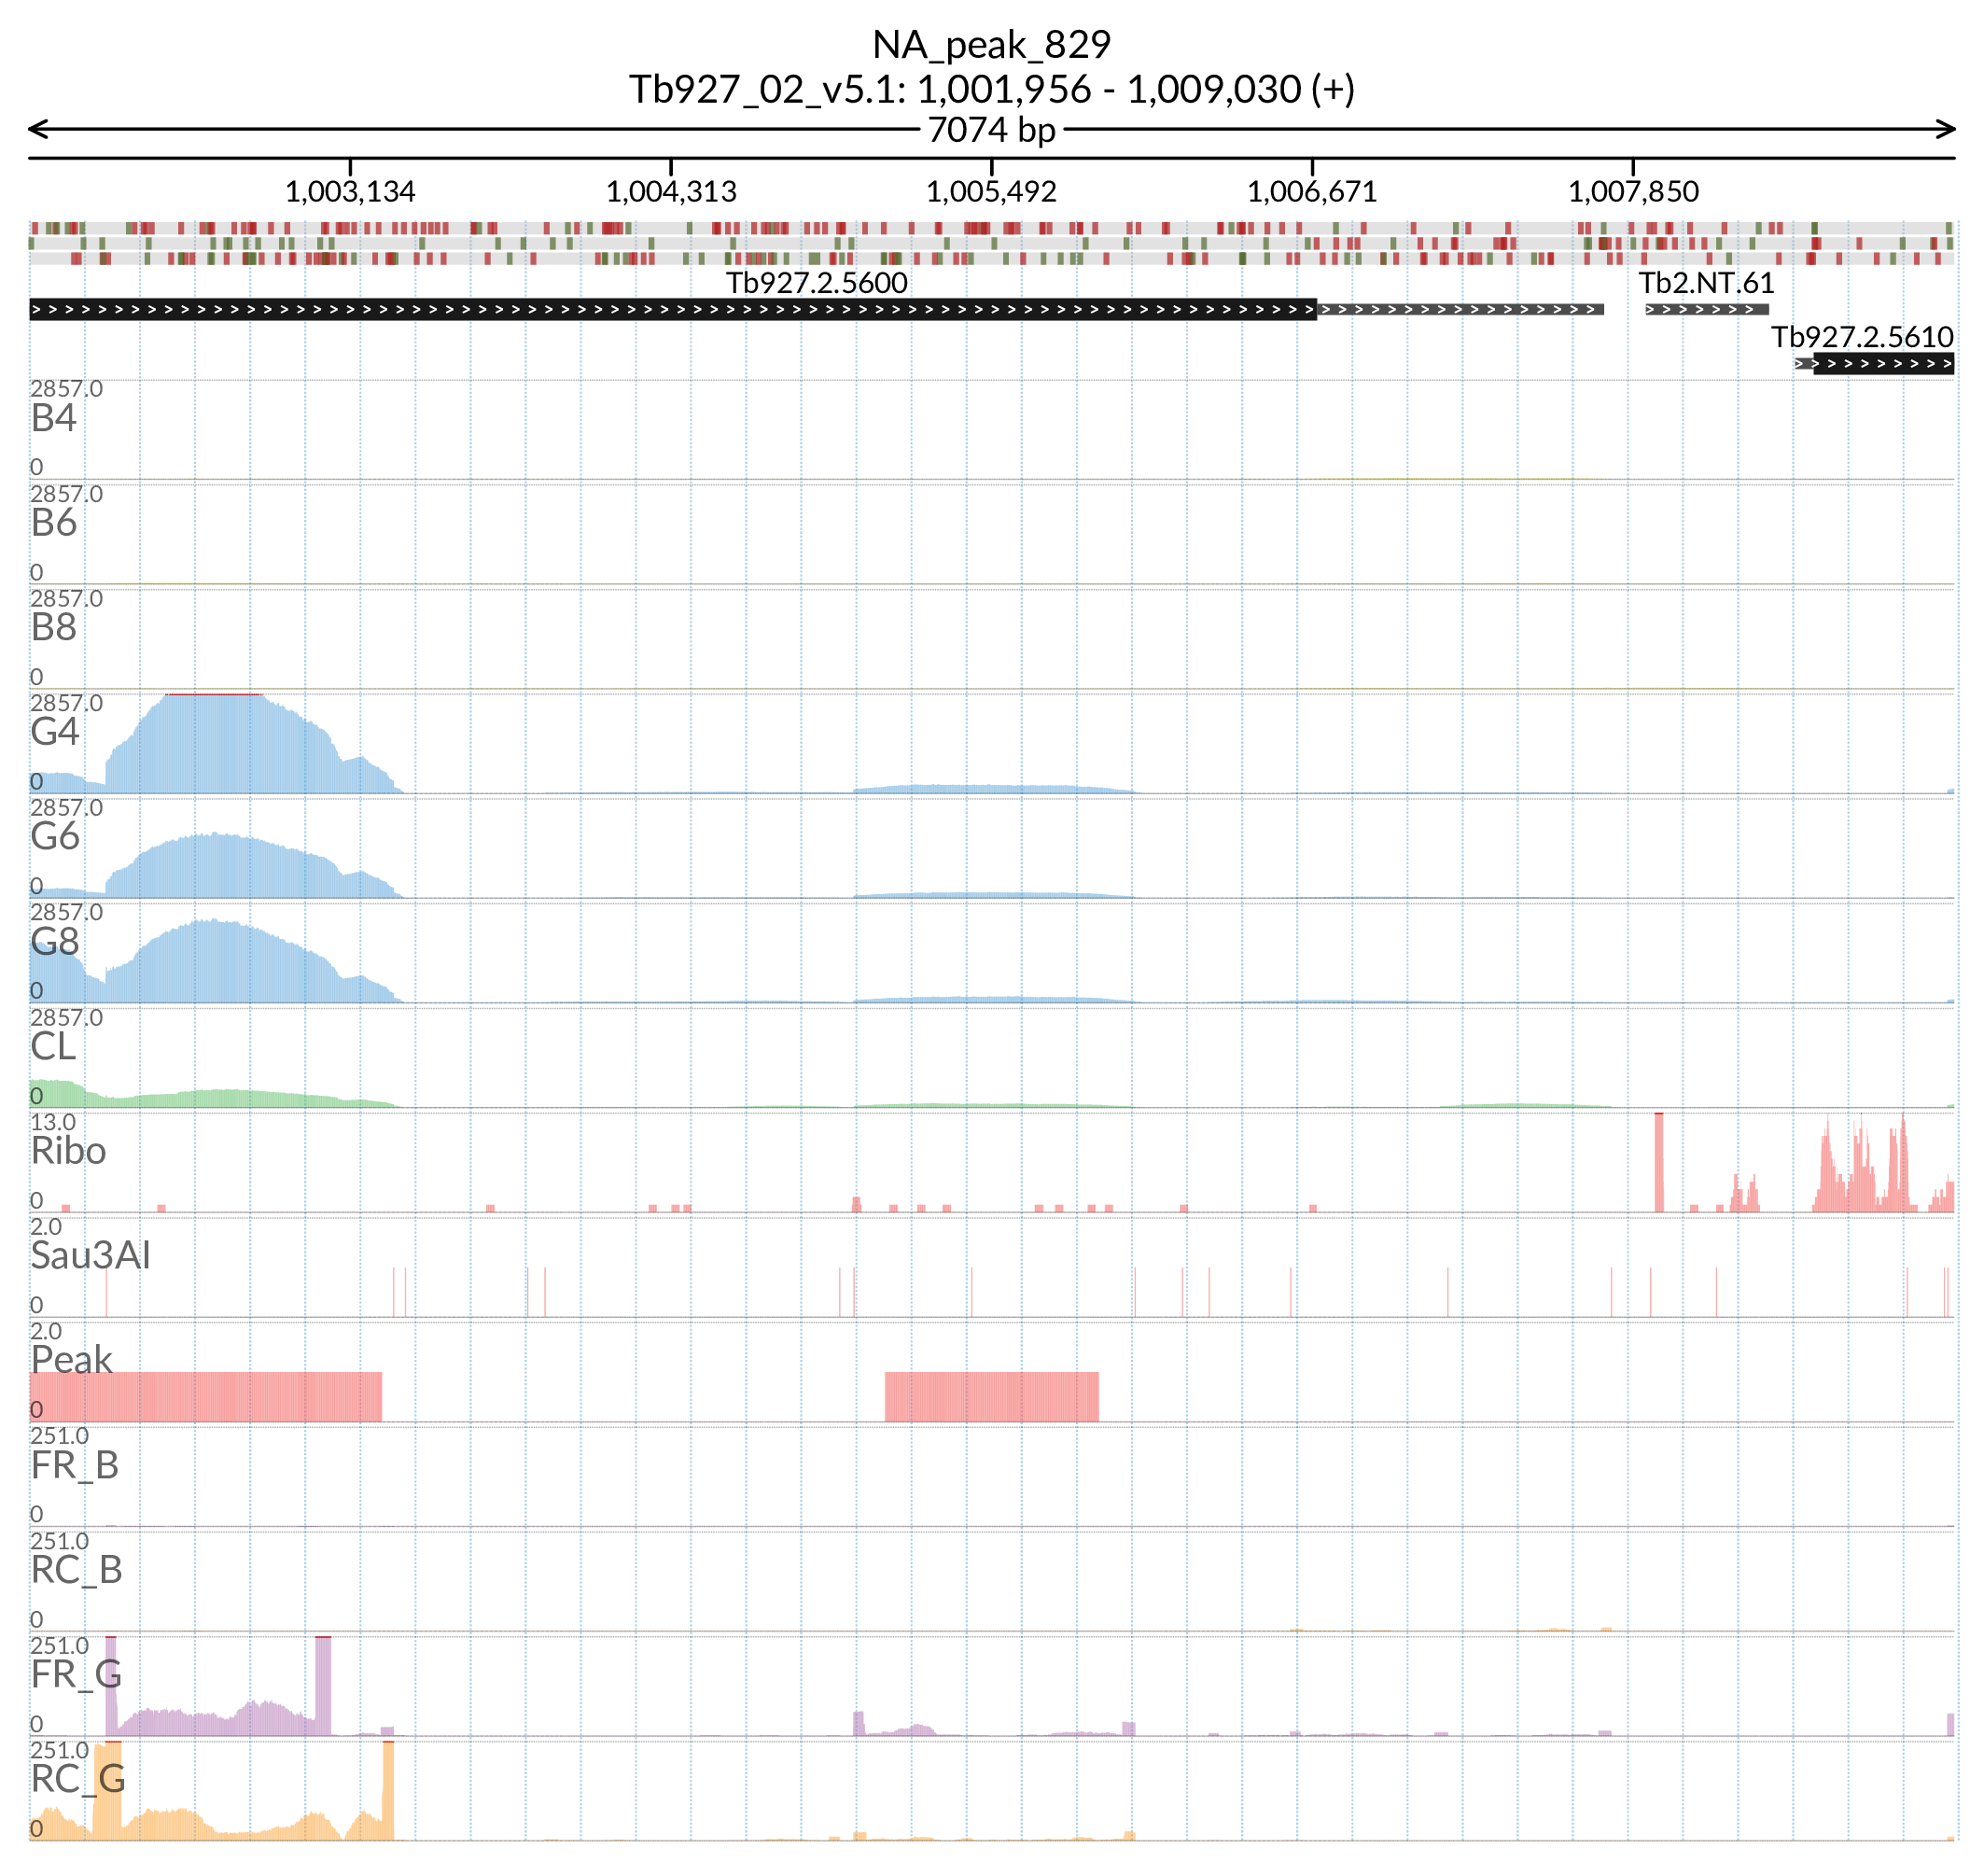 NA_peak_829
Tb927_02_v5.1: 1,001,956 - 1,009,030 (+)
7074 bp
1,003,134 1,004,313 1,005,492 1,006,671 1,007,850
Tb927.2.5600 Tb2.NT.61
Tb927.2.5610
2857.0
B4
0
2857.0
B6
0
2857.0
B8
0
2857.0
G4
0
2857.0
G6
0
2857.0
G8
0
2857.0
CL
0
13.0
Ribo
0
2.0
Sau3AI
0
2.0
Peak
0
251.0
FR_B
0
251.0
RC_B
0
251.0
FR_G
0
251.0
RC_G
0